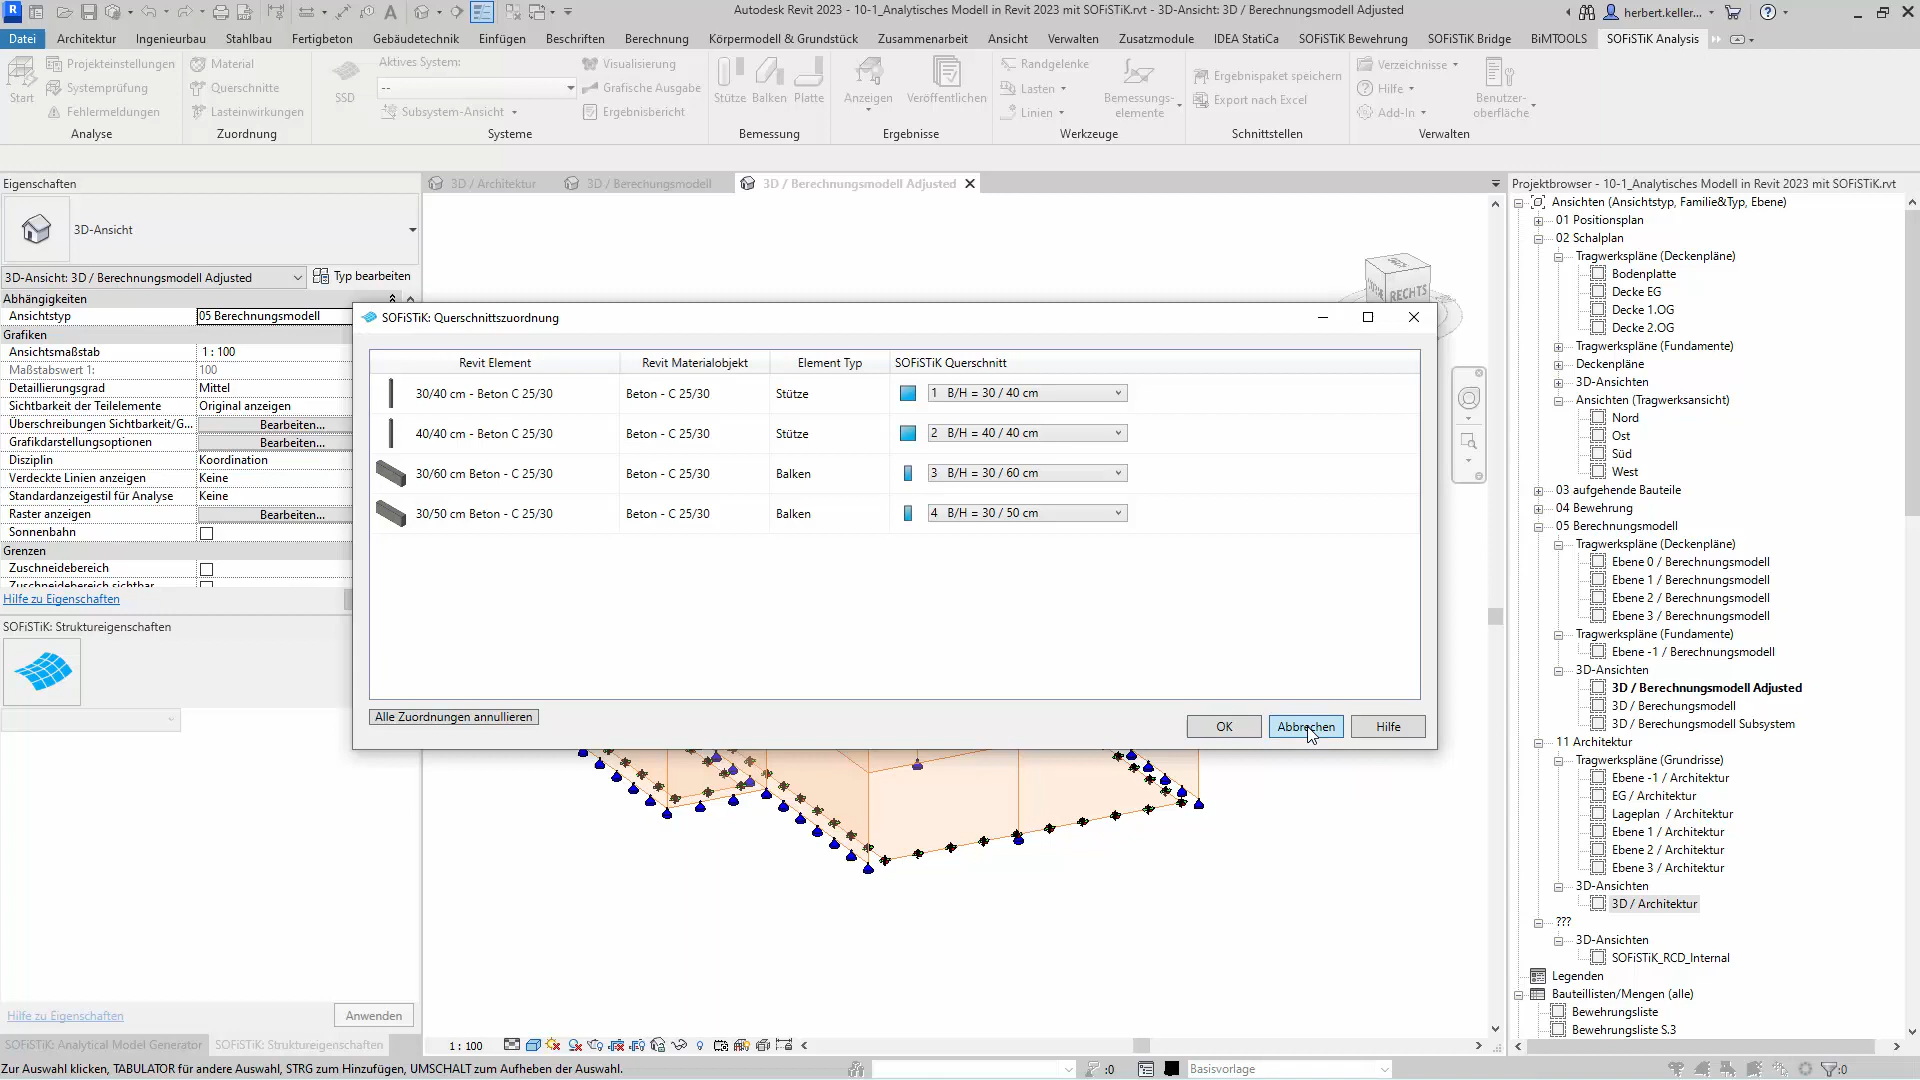 Autodesk Revit 2023 - 10-1_Analytisches Modell in Revit 2023 mit SOFiSTiK.rvt - 3D-Ansicht: 3D / Berechnungsmodell Adjusted
herbert.keller...
Datei Architektur Ingenieurbau Stahlbau Fertigbeton Gebäudetechnik Einfügen Beschriften Berechnung Körpermodell & Grundstück Zusammenarbeit Ansicht Verwalten Zusatzmodule IDEA StatiCa SOFiSTiK Bewehrung SOFiSTiK Bridge BiMTOOLS SOFiSTiK Analysis
Start
Projekteinstellungen
Systemprüfung
Fehlermeldungen
Analyse
Material
Querschnitte
Lasteinwirkungen
Zuordnung
SSD
Aktives System:
--
Subsystem-Ansicht
Visualisierung
Grafische Ausgabe
Ergebnisbericht
Systeme
Stütze Balken Platte
Bemessung
Anzeigen Veröffentlichen
Ergebnisse
Randgelenke
Lasten
Linien
Bemessungs-
elemente
Werkzeuge
Ergebnispaket speichern
Export nach Excel
Schnittstellen
Verzeichnisse
Hilfe
Add-In
Benutzer-
oberfläche
Verwalten
Eigenschaften
3D-Ansicht
3D-Ansicht: 3D / Berechnungsmodell Adjusted
Typ bearbeiten
Abhängigkeiten
Ansichtstyp 05 Berechnungsmodell
Grafiken
Ansichtsmaßstab 1 : 100
Maßstabswert 1: 100
Detaillierungsgrad Mittel
Sichtbarkeit der Teilelemente Original anzeigen
Überschreibungen Sichtbarkeit/G... Bearbeiten...
Grafikdarstellungsoptionen Bearbeiten...
Disziplin Koordination
Verdeckte Linien anzeigen Keine
Standardanzeigestil für Analyse Keine
Raster anzeigen Bearbeiten...
Sonnenbahn
Grenzen
Zuschneidebereich
Zuschneidebereich sichtbar
Hilfe zu Eigenschaften
SOFiSTiK: Struktureigenschaften
Hilfe zu Eigenschaften
Anwenden
SOFiSTiK: Analytical Model Generator SOFiSTiK: Struktureigenschaften
3D / Architektur 3D / Berechungsmodell 3D / Berechnungsmodell Adjusted
RECHTS
SOFiSTiK: Querschnittszuordnung
Revit Element Revit Materialobjekt Element Typ SOFiSTiK Querschnitt
30/40 cm - Beton C 25/30 Beton - C 25/30 Stütze 1 B/H = 30 / 40 cm
40/40 cm - Beton C 25/30 Beton - C 25/30 Stütze 2 B/H = 40 / 40 cm
30/60 cm Beton - C 25/30 Beton - C 25/30 Balken 3 B/H = 30 / 60 cm
30/50 cm Beton - C 25/30 Beton - C 25/30 Balken 4 B/H = 30 / 50 cm
Alle Zuordnungen annullieren
OK Abbrechen Hilfe
1 : 100
Projektbrowser - 10-1_Analytisches Modell in Revit 2023 mit SOFiSTiK.rvt
Ansichten (Ansichtstyp, Familie&Typ, Ebene)
01 Positionsplan
02 Schalplan
Tragwerkspläne (Deckenpläne)
Bodenplatte
Decke EG
Decke 1.OG
Decke 2.OG
Tragwerkspläne (Fundamente)
Deckenpläne
3D-Ansichten
Ansichten (Tragwerksansicht)
Nord
Ost
Süd
West
03 aufgehende Bauteile
04 Bewehrung
05 Berechnungsmodell
Tragwerkspläne (Deckenpläne)
Ebene 0 / Berechnungsmodell
Ebene 1 / Berechnungsmodell
Ebene 2 / Berechnungsmodell
Ebene 3 / Berechnungsmodell
Tragwerkspläne (Fundamente)
Ebene -1 / Berechnungsmodell
3D-Ansichten
3D / Berechnungsmodell Adjusted
3D / Berechungsmodell
3D / Berechungsmodell Subsystem
11 Architektur
Tragwerkspläne (Grundrisse)
Ebene -1 / Architektur
EG / Architektur
Lageplan / Architektur
Ebene 1 / Architektur
Ebene 2 / Architektur
Ebene 3 / Architektur
3D-Ansichten
3D / Architektur
???
3D-Ansichten
SOFiSTiK_RCD_Internal
Legenden
Bauteillisten/Mengen (alle)
Bewehrungsliste
Bewehrungsliste S.3
Zur Auswahl klicken, TABULATOR für andere Auswahl, STRG zum Hinzufügen, UMSCHALT zum Aufheben der Auswahl.
:0
Basisvorlage
:0